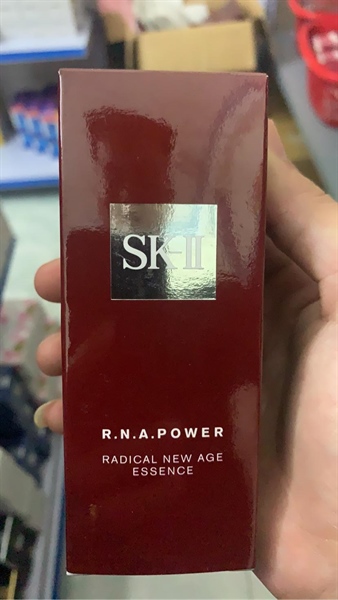 SK-II
R.N.A.POWER
RADICAL NEW AGE
ESSENCE